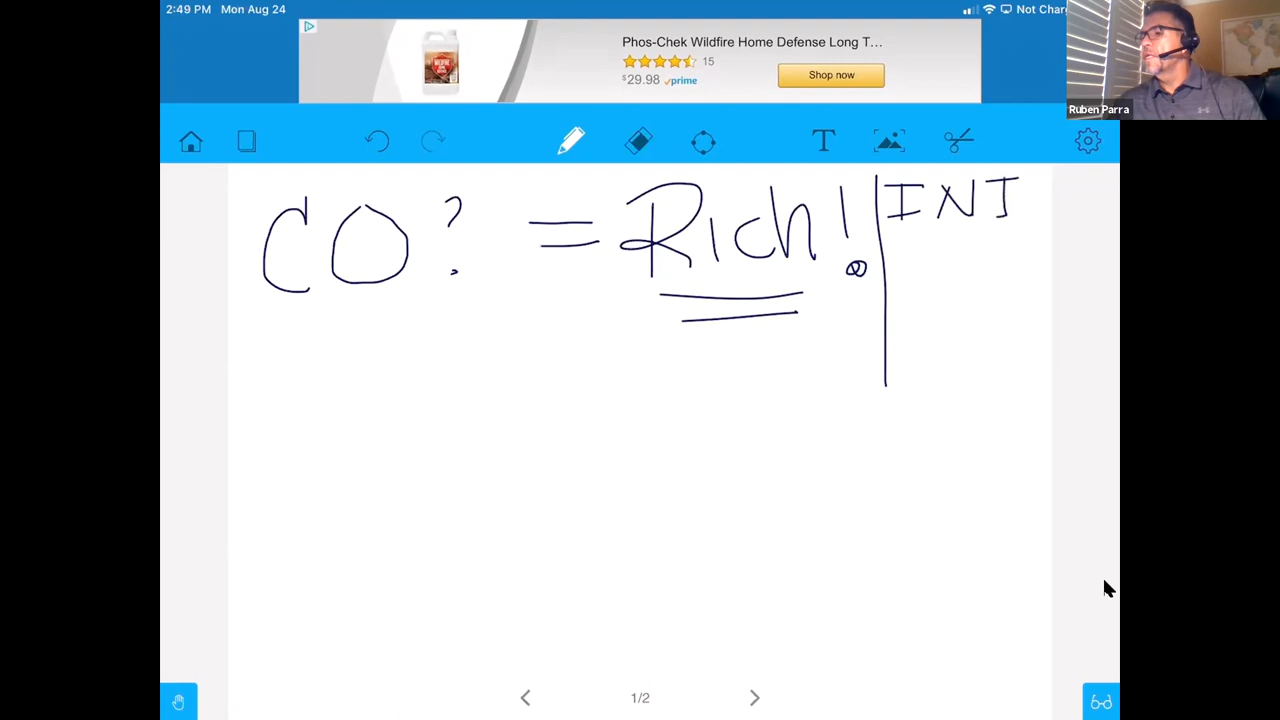 2:49 PM Mon Aug 24
Not Charg
Phos-Chek Wildfire Home Defense Long T...
15
$29.98 prime
Shop now
Ruben Parra
T
CO? = Rich! INT
1/2